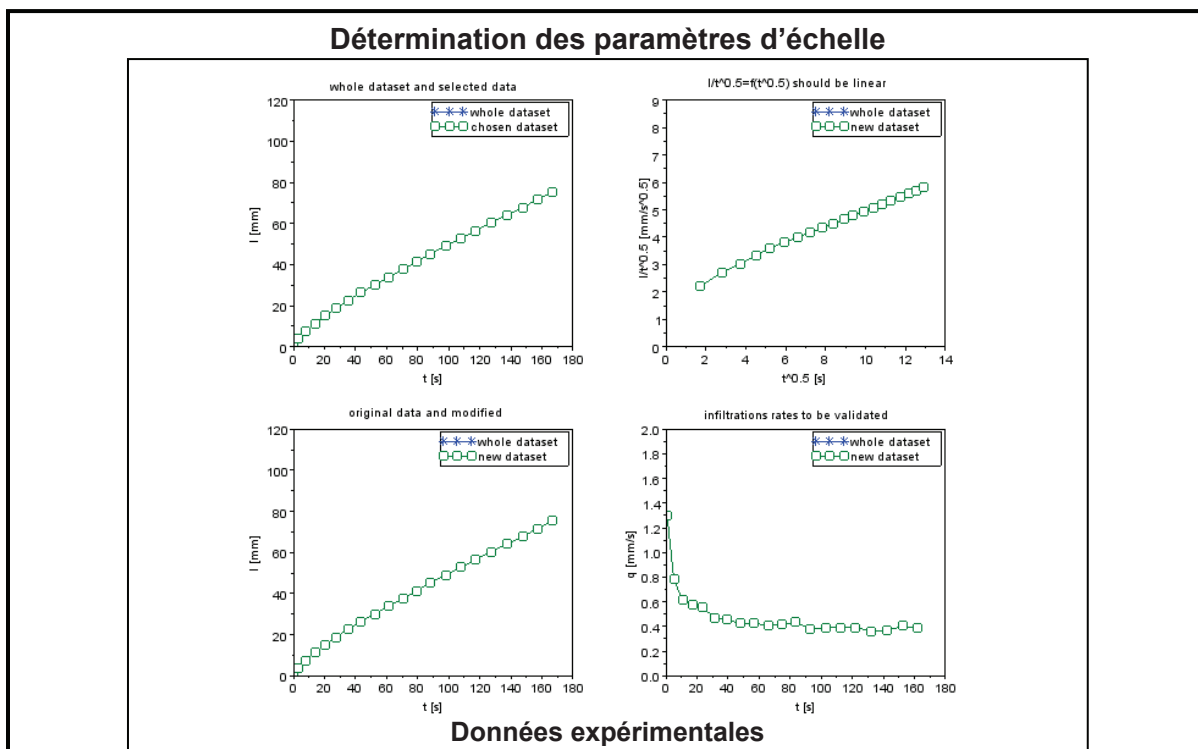 Détermination des paramètres d'échelle
whole dataset and selected data
120
100
80
60
40
20
0
I [mm]
whole dataset
chosen dataset
0 20 40 60 80 100 120 140 160 180
t [s]
I/t^0.5=f(t^0.5) should be linear
9
8
7
6
5
4
3
2
1
0
I/t^0.5 [mm/s^0.5]
whole dataset
new dataset
2 4 6 8 10 12 14
t^0.5 [s]
original data and modified
120
100
80
60
40
20
0
I [mm]
whole dataset
new dataset
0 20 40 60 80 100 120 140 160 180
t [s]
infiltrations rates to be validated
2.0
1.8
1.6
1.4
1.2
1.0
0.8
0.6
0.4
0.2
0.0
q [mm/s]
whole dataset
new dataset
0 20 40 60 80 100 120 140 160 180
t [s]
Données expérimentales